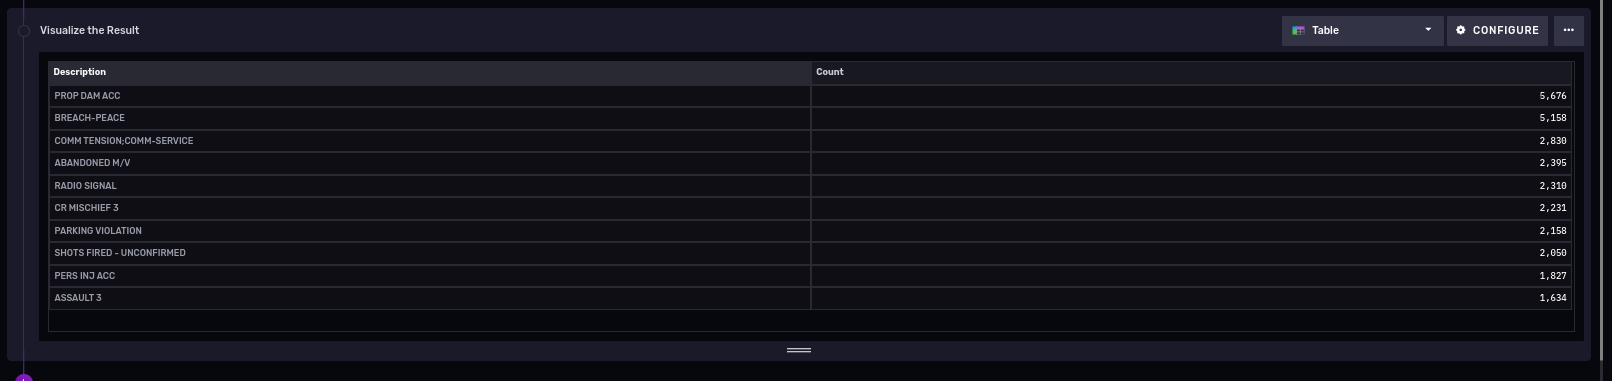 Visualize the Result
Table
CONFIGURE
Description Count
PROP DAM ACC 5,676
BREACH-PEACE 5,158
COMM TENSION;COMM-SERVICE 2,830
ABANDONED M/V 2,395
RADIO SIGNAL 2,310
CR MISCHIEF 3 2,231
PARKING VIOLATION 2,158
SHOTS FIRED - UNCONFIRMED 2,050
PERS INJ ACC 1,827
ASSAULT 3 1,634